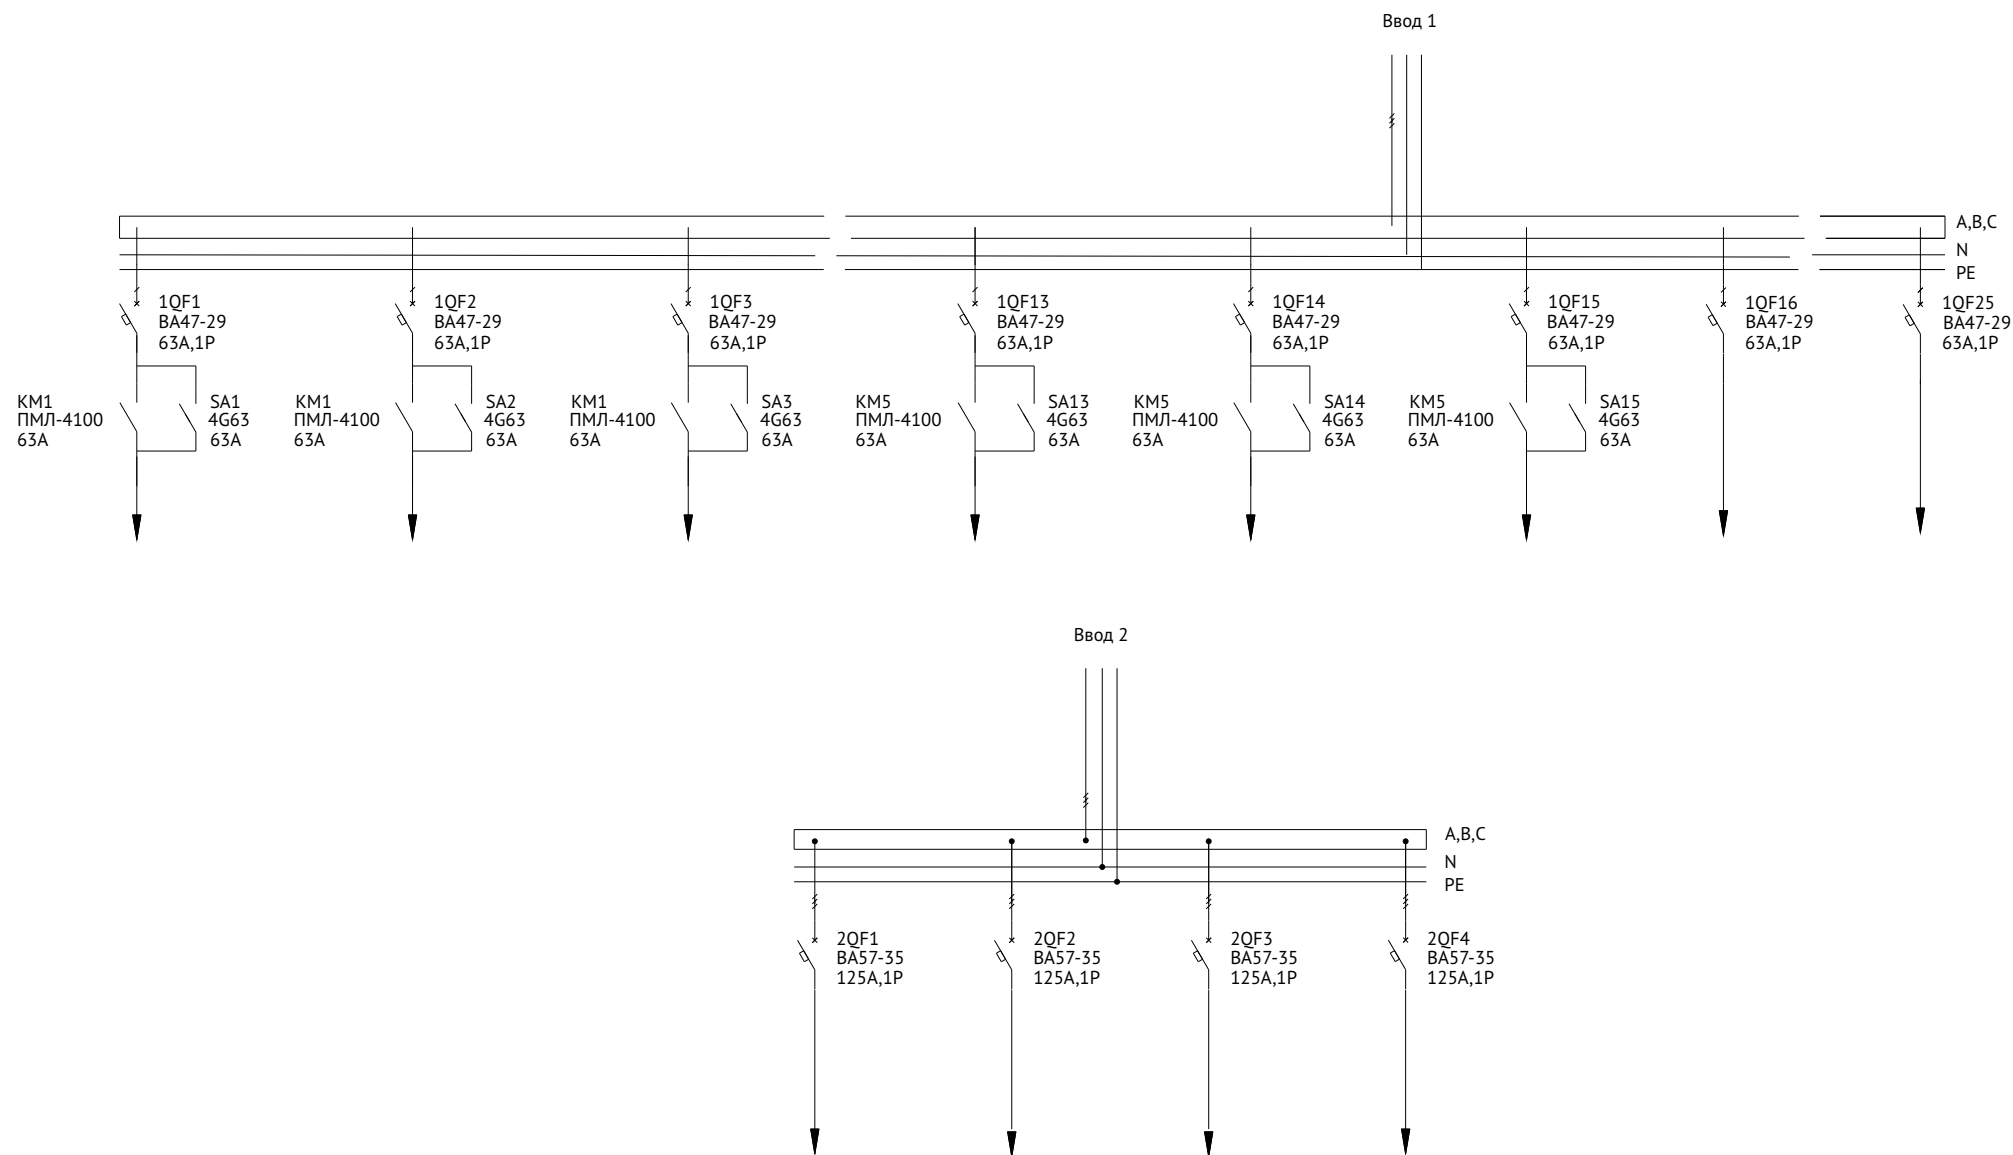 Ввод 1
A,B,C
N
PE
1QF1
ВА47-29
63А,1Р
1QF2
ВА47-29
63А,1Р
1QF3
ВА47-29
63А,1Р
1QF13
ВА47-29
63А,1Р
1QF14
ВА47-29
63А,1Р
1QF15
ВА47-29
63А,1Р
1QF16
ВА47-29
63А,1Р
1QF25
ВА47-29
63А,1Р
КМ1
ПМЛ-4100
63А
SA1
4G63
63А
КМ1
ПМЛ-4100
63А
SA2
4G63
63А
КМ1
ПМЛ-4100
63А
SA3
4G63
63А
КМ5
ПМЛ-4100
63А
SA13
4G63
63А
КМ5
ПМЛ-4100
63А
SA14
4G63
63А
КМ5
ПМЛ-4100
63А
SA15
4G63
63А
Ввод 2
A,B,C
N
PE
2QF1
ВА57-35
125А,1Р
2QF2
ВА57-35
125А,1Р
2QF3
ВА57-35
125А,1Р
2QF4
ВА57-35
125А,1Р